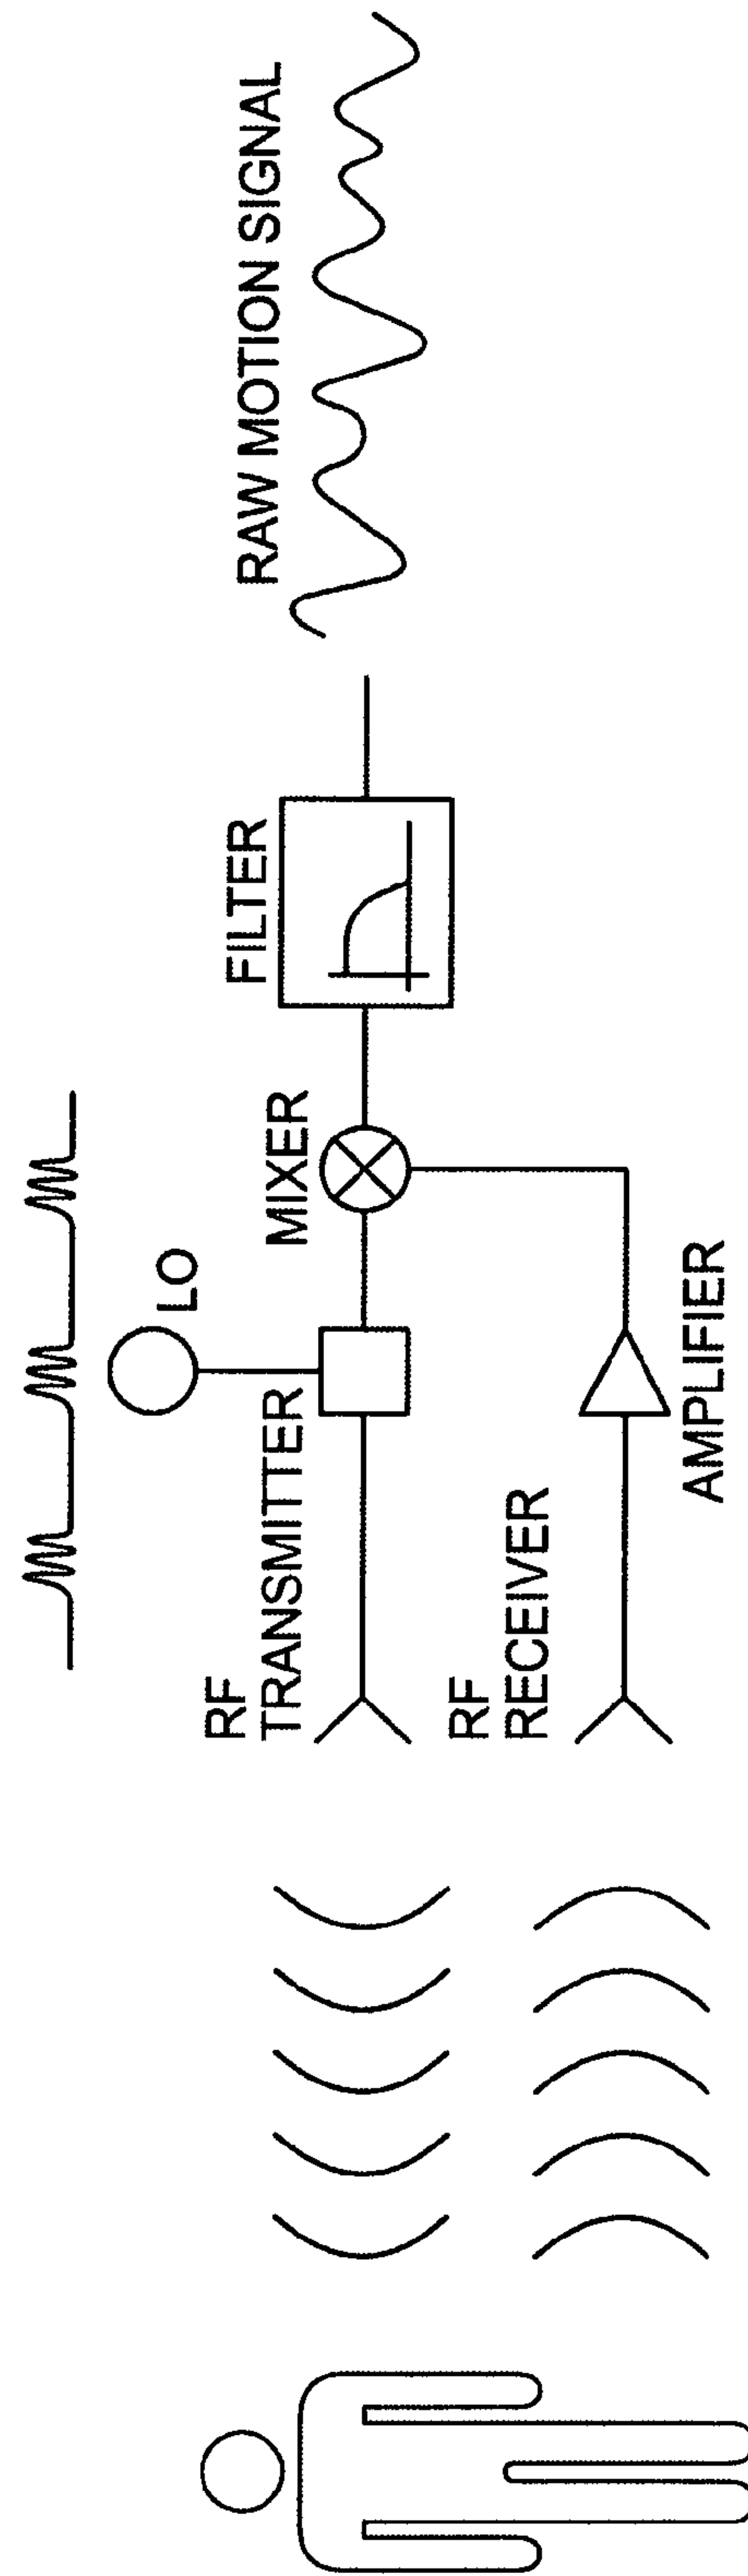 RAW MOTION SIGNAL
FILTER
MIXER
LO
RF
TRANSMITTER
RF
RECEIVER
AMPLIFIER